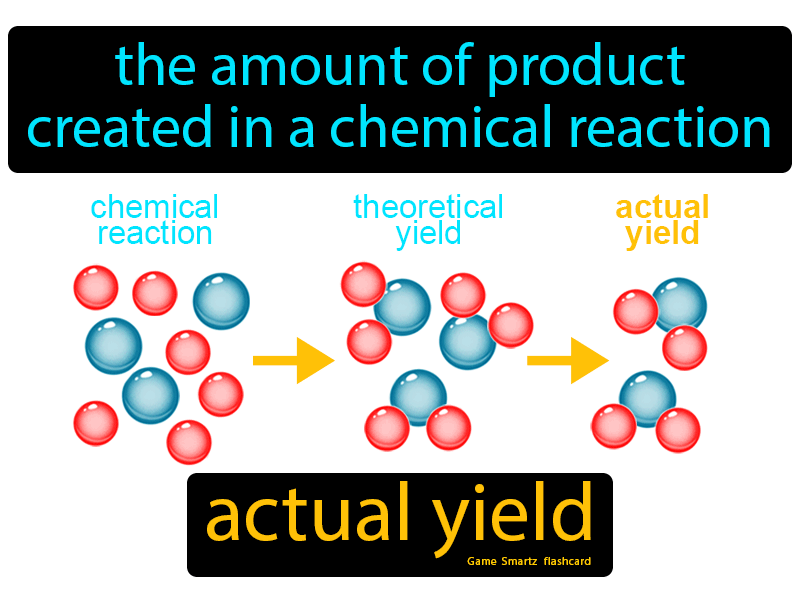 the amount of product
created in a chemical reaction
chemical
reaction
theoretical
yield
actual
yield
actual yield
Game Smartz flashcard